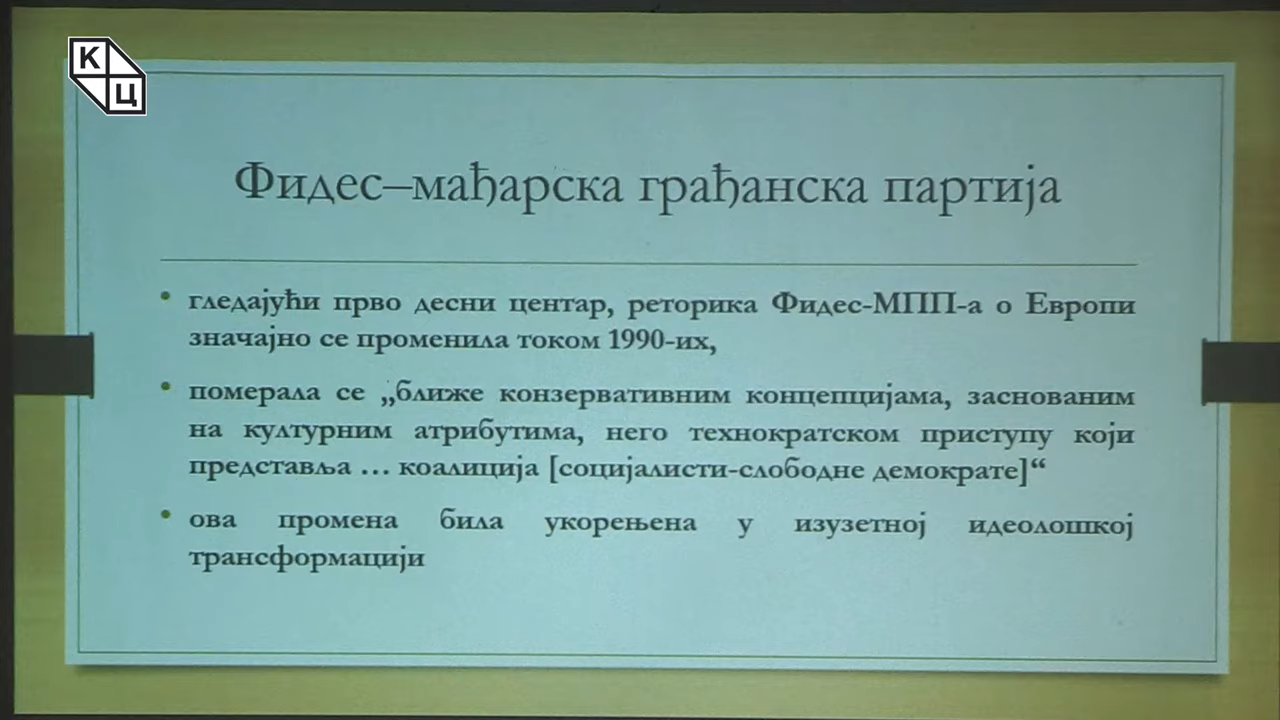 К
Ц
Фидес–мађарска грађанска партија
• гледајући прво десни центар, реторика Фидес-МПП-а о Европи
значајно се променила током 1990-их,
• померала се „ближе конзервативним концепцијама, заснованим
на културним атрибутима, него технократском приступу који
представља … коалиција [социјалисти-слободне демократе]“
• ова промена била укорењена у изузетној идеолошкој
трансформацији